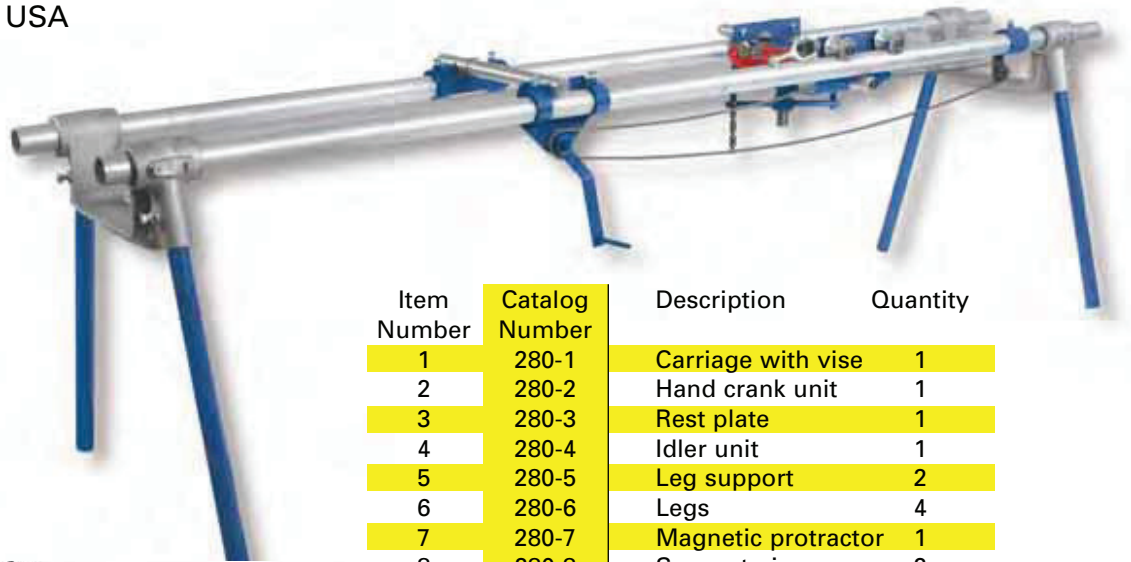 USA
Item Catalog Description Quantity
Number Number
1 280-1 Carriage with vise 1
2 280-2 Hand crank unit 1
3 280-3 Rest plate 1
4 280-4 Idler unit 1
5 280-5 Leg support 2
6 280-6 Legs 4
7 280-7 Magnetic protractor 1